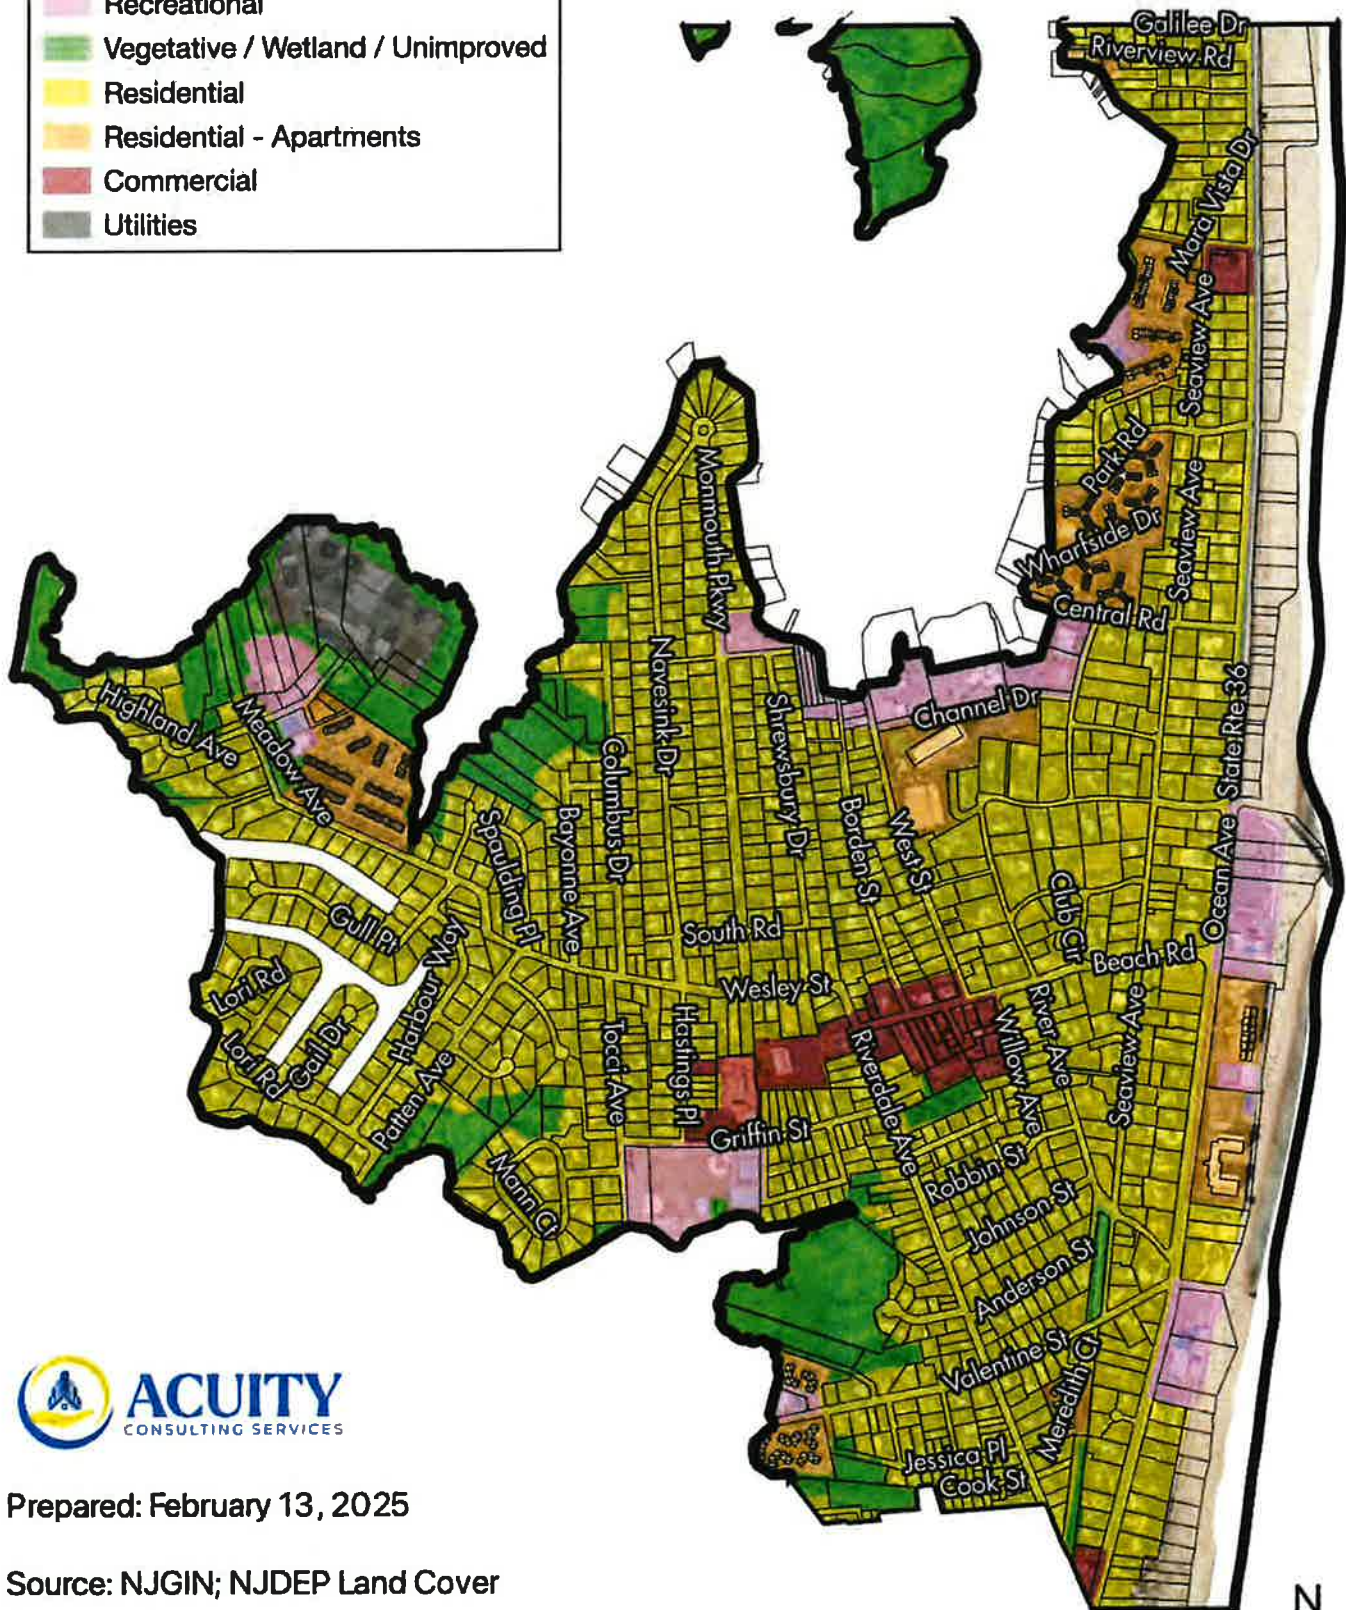 Recreational
Vegetative / Wetland / Unimproved
Residential
Residential - Apartments
Commercial
Utilities
Galilee Dr
Riverview Rd
Mara Vista Dr
Seaview Ave
Park Rd
Seaview Ave
Wharfside Dr
Central Rd
Monmouth Pkwy
Navesink Dr
Shrewsbury Dr
Channel Dr
State Rte 36
Highland Ave
Meadow Ave
Columbus Dr
Bayonne Ave
Spaulding Pl
Borden St
West St
Club Cir
Ocean Ave
Beach Rd
Gull Pt
Harbour Way
South Rd
Wesley St
Lori Rd
Lori Rd
Gail Dr
Patten Ave
Tocci Ave
Hastings Pl
Riverdale Ave
Willow Ave
River Ave
Seaview Ave
Griffin St
Mann Ct
Robbin St
Johnson St
Anderson St
Valentine St
Meredith Ct
Jessica Pl
Cook St
ACUITY
CONSULTING SERVICES
Prepared: February 13, 2025
Source: NJGIN; NJDEP Land Cover
N